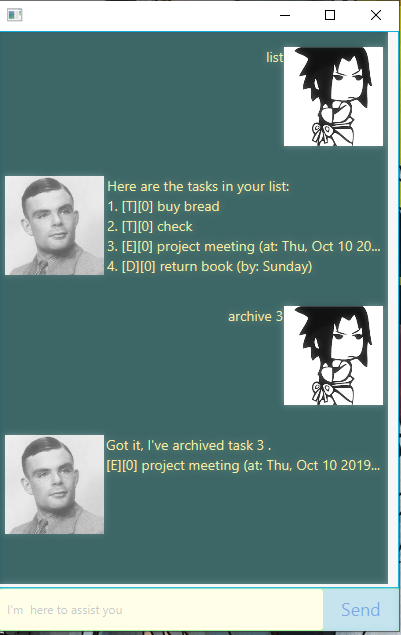 list
Here are the tasks in your list:
1. [T][0] buy bread
2. [T][0] check
3. [E][0] project meeting (at: Thu, Oct 10 20...
4. [D][0] return book (by: Sunday)
archive 3
Got it, I've archived task 3 .
[E][0] project meeting (at: Thu, Oct 10 2019...
I'm  here to assist you
Send